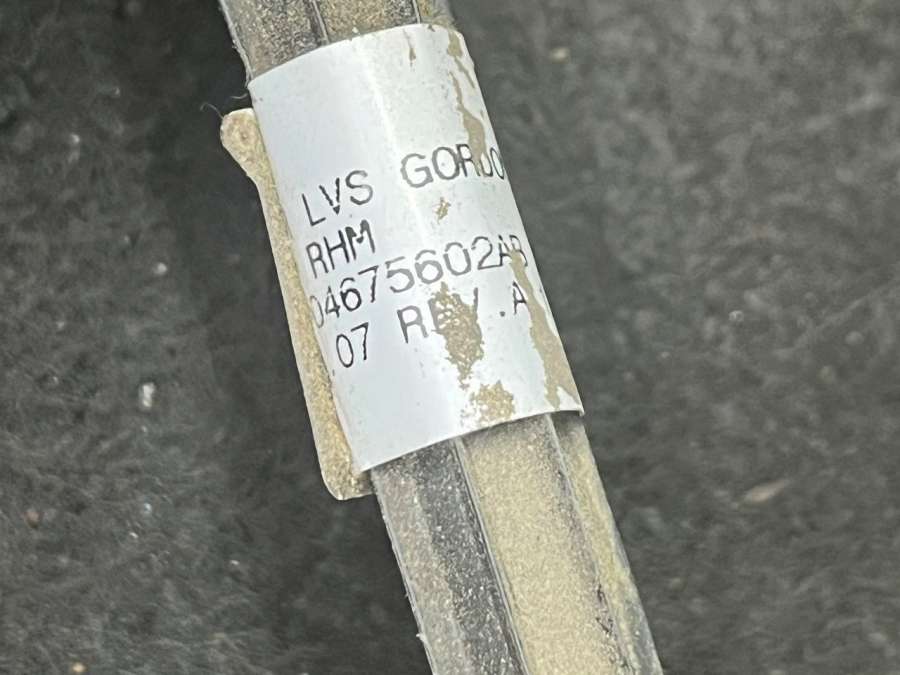 LVS GORDO
RHM
04675602AB
.07 REV.A